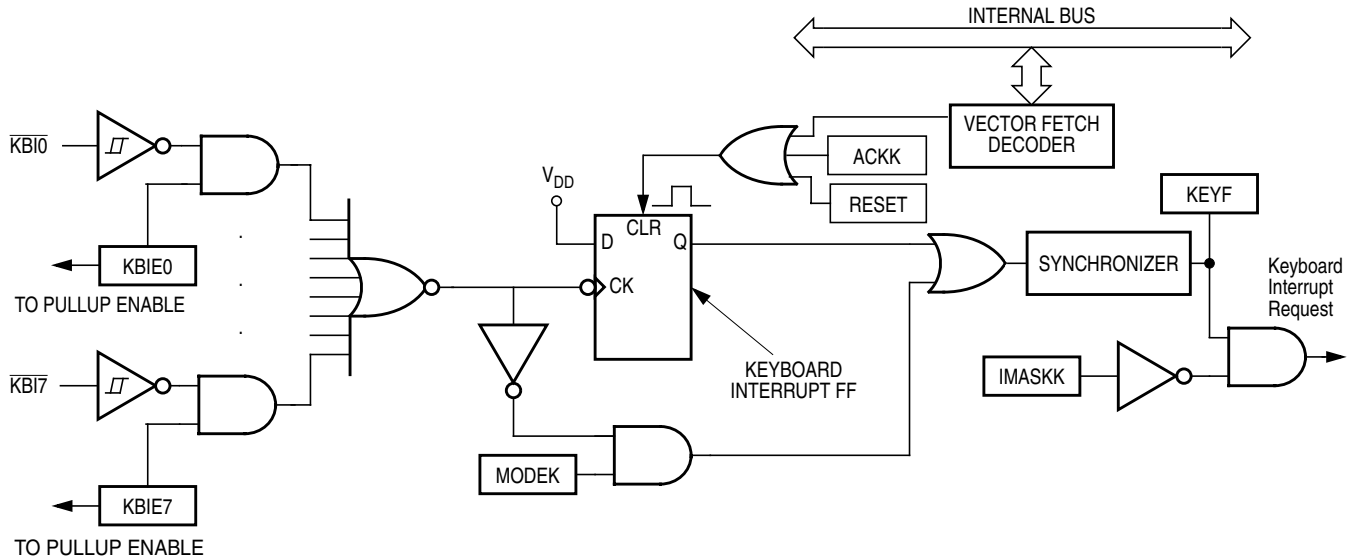 INTERNAL BUS
VECTOR FETCH
DECODER
KBI0
ACKK
VDD
RESET
KEYF
CLR
D
Q
KBIE0
TO PULLUP ENABLE
SYNCHRONIZER
CK
Keyboard
Interrupt
Request
KBI7
KEYBOARD
INTERRUPT FF
IMASKK
MODEK
KBIE7
TO PULLUP ENABLE